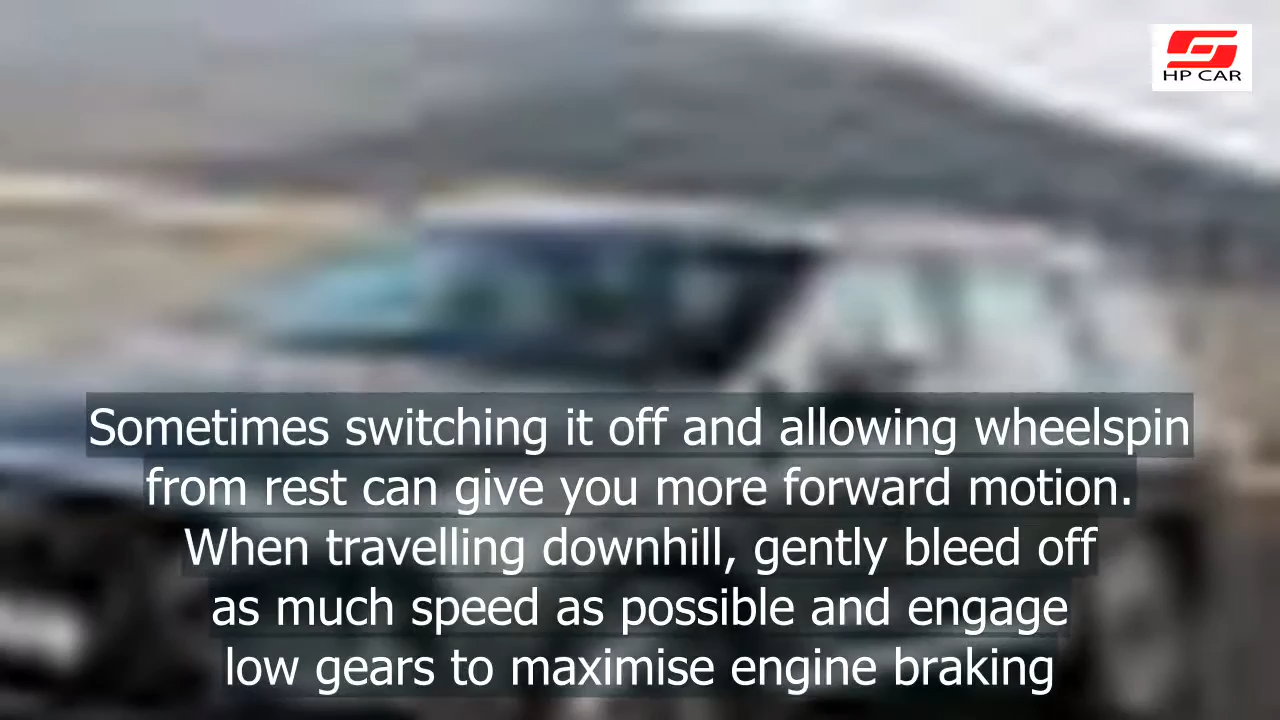 HP CAR
Sometimes switching it off and allowing wheelspin
from rest can give you more forward motion.
When travelling downhill, gently bleed off
as much speed as possible and engage
low gears to maximise engine braking